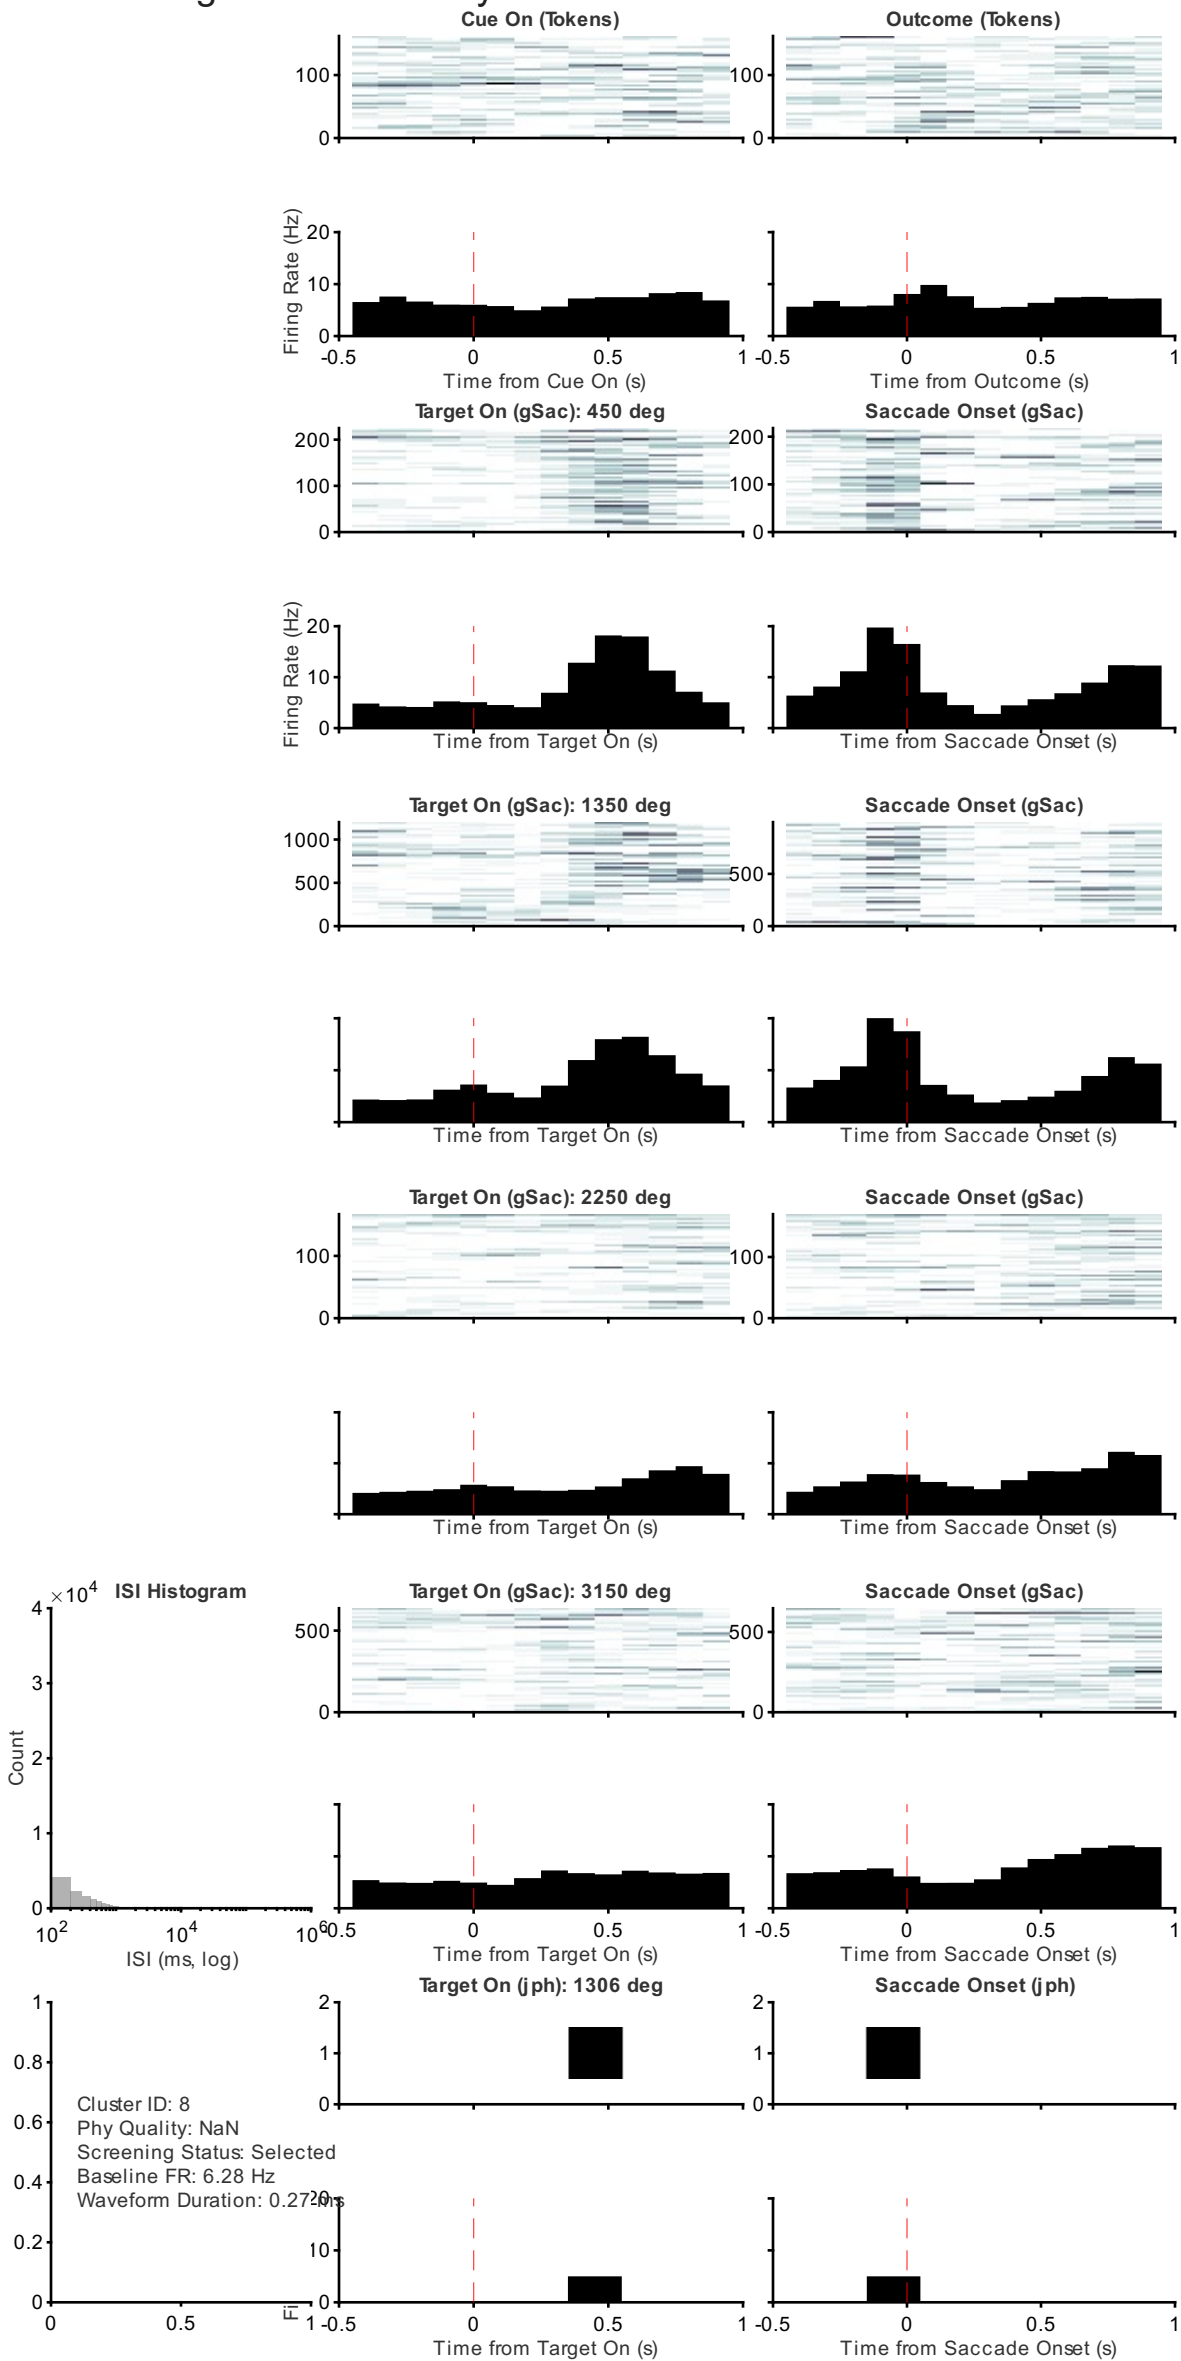 Cue On (Tokens)
Outcome (Tokens)
100
0
100
0
Firing Rate (Hz)
20
10
0
-0.5 0 0.5 1
Time from Cue On (s)
-0.5 0 0.5 1
Time from Outcome (s)
Target On (gSac): 450 deg
Saccade Onset (gSac)
200
100
0
200
100
0
Firing Rate (Hz)
20
10
0
Time from Target On (s)
Time from Saccade Onset (s)
Target On (gSac): 1350 deg
Saccade Onset (gSac)
1000
500
0
500
0
Time from Target On (s)
Time from Saccade Onset (s)
Target On (gSac): 2250 deg
Saccade Onset (gSac)
100
0
100
0
Time from Target On (s)
Time from Saccade Onset (s)
×10^4
ISI Histogram
4
3
2
1
0
Count
10^2 10^4 10^6
ISI (ms, log)
Target On (gSac): 3150 deg
Saccade Onset (gSac)
500
0
500
0
-0.5 0 0.5 1
Time from Target On (s)
-0.5 0 0.5 1
Time from Saccade Onset (s)
1
0.8
0.6
0.4
0.2
0
0 0.5 1
Cluster ID: 8
Phy Quality: NaN
Screening Status: Selected
Baseline FR: 6.28 Hz
Waveform Duration: 0.27 ms
Target On (jph): 1306 deg
Saccade Onset (jph)
2
1
0
2
1
0
Fi
20
10
0
-0.5 0 0.5 1
Time from Target On (s)
-0.5 0 0.5 1
Time from Saccade Onset (s)